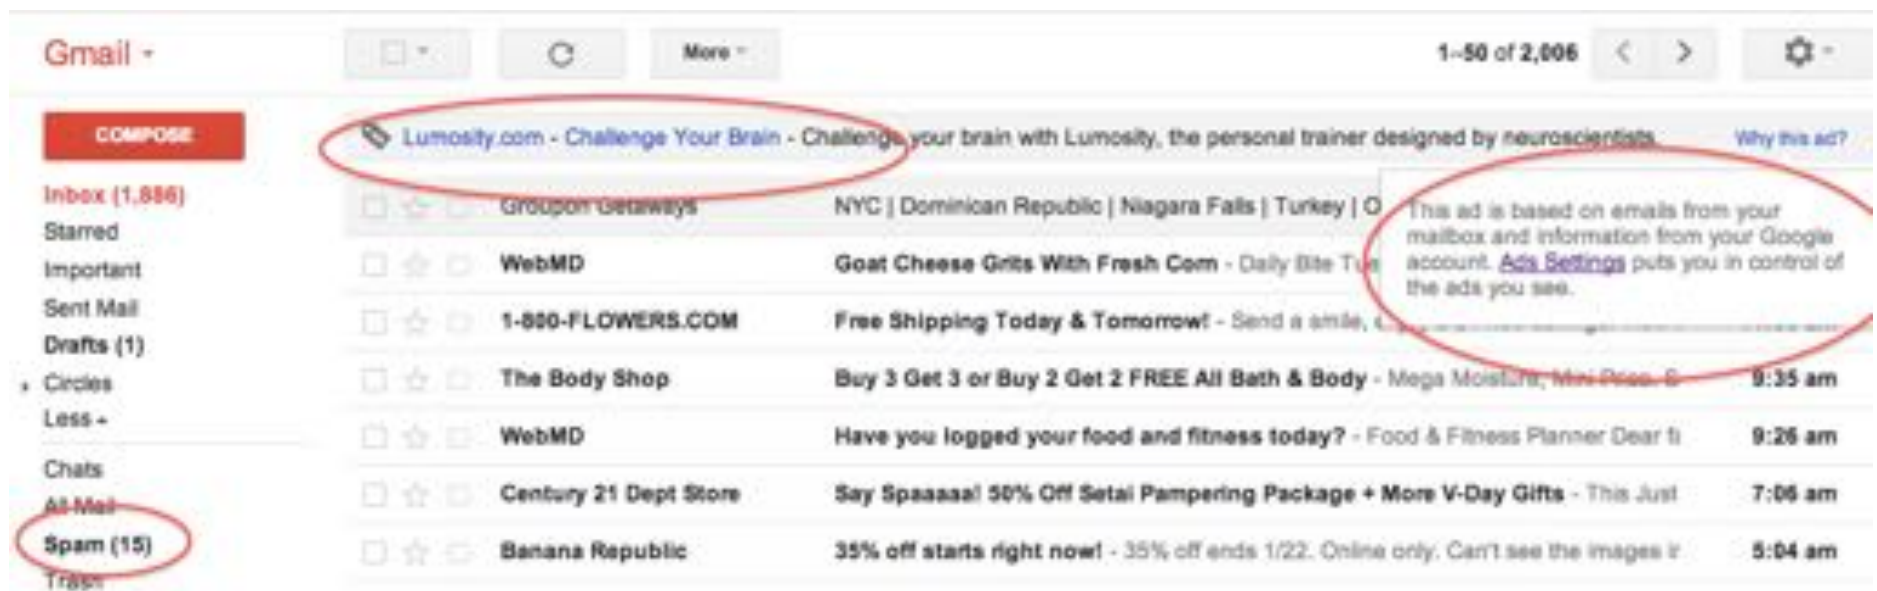 Gmail
More
1–50 of 2,006
COMPOSE
Lumosity.com - Challenge Your Brain - Challenge your brain with Lumosity, the personal trainer designed by neuroscientists. Why this ad?
Inbox (1,886)
Groupon Getaways NYC | Dominican Republic | Niagara Falls | Turkey | O
This ad is based on emails from your
mailbox and information from your Google
account. Ads Settings puts you in control of
the ads you see.
Starred
Important
WebMD Goat Cheese Grits With Fresh Corn - Daily Bite Tue
Sent Mail
1-800-FLOWERS.COM Free Shipping Today & Tomorrow! - Send a smile,
Drafts (1)
Circles
The Body Shop Buy 3 Get 3 or Buy 2 Get 2 FREE All Bath & Body - Mega Moisture, Mini Price. 9:35 am
Less
WebMD Have you logged your food and fitness today? - Food & Fitness Planner Dear 9:26 am
Chats
All Mail
Century 21 Dept Store Say Spaaaaa! 50% Off Setai Pampering Package + More V-Day Gifts - This Just 7:06 am
Spam (15)
Banana Republic 35% off starts right now! - 35% off ends 1/22. Online only. Can't see the images 5:04 am
Trash